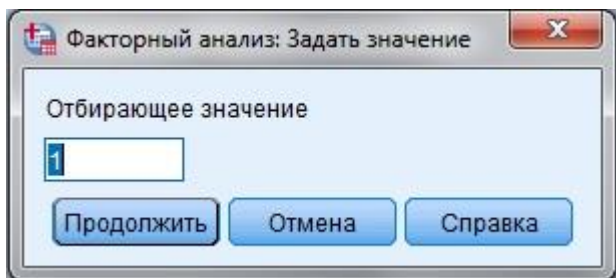 Факторный анализ: Задать значение
Отбирающее значение
1
Продолжить Отмена Справка